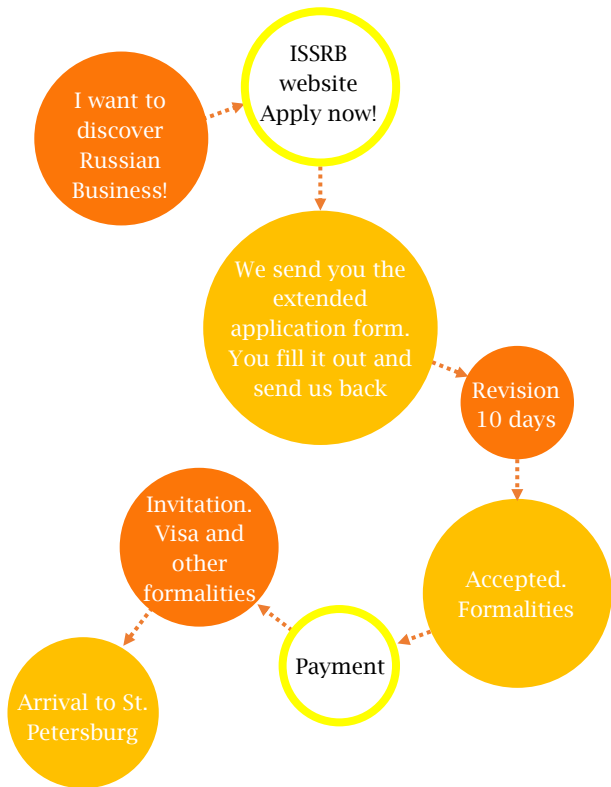 I want to
discover
Russian
Business!
ISSRB
website
Apply now!
We send you the
extended
application form.
You fill it out and
send us back
Revision
10 days
Accepted.
Formalities
Payment
Invitation.
Visa and
other
formalities
Arrival to St.
Petersburg